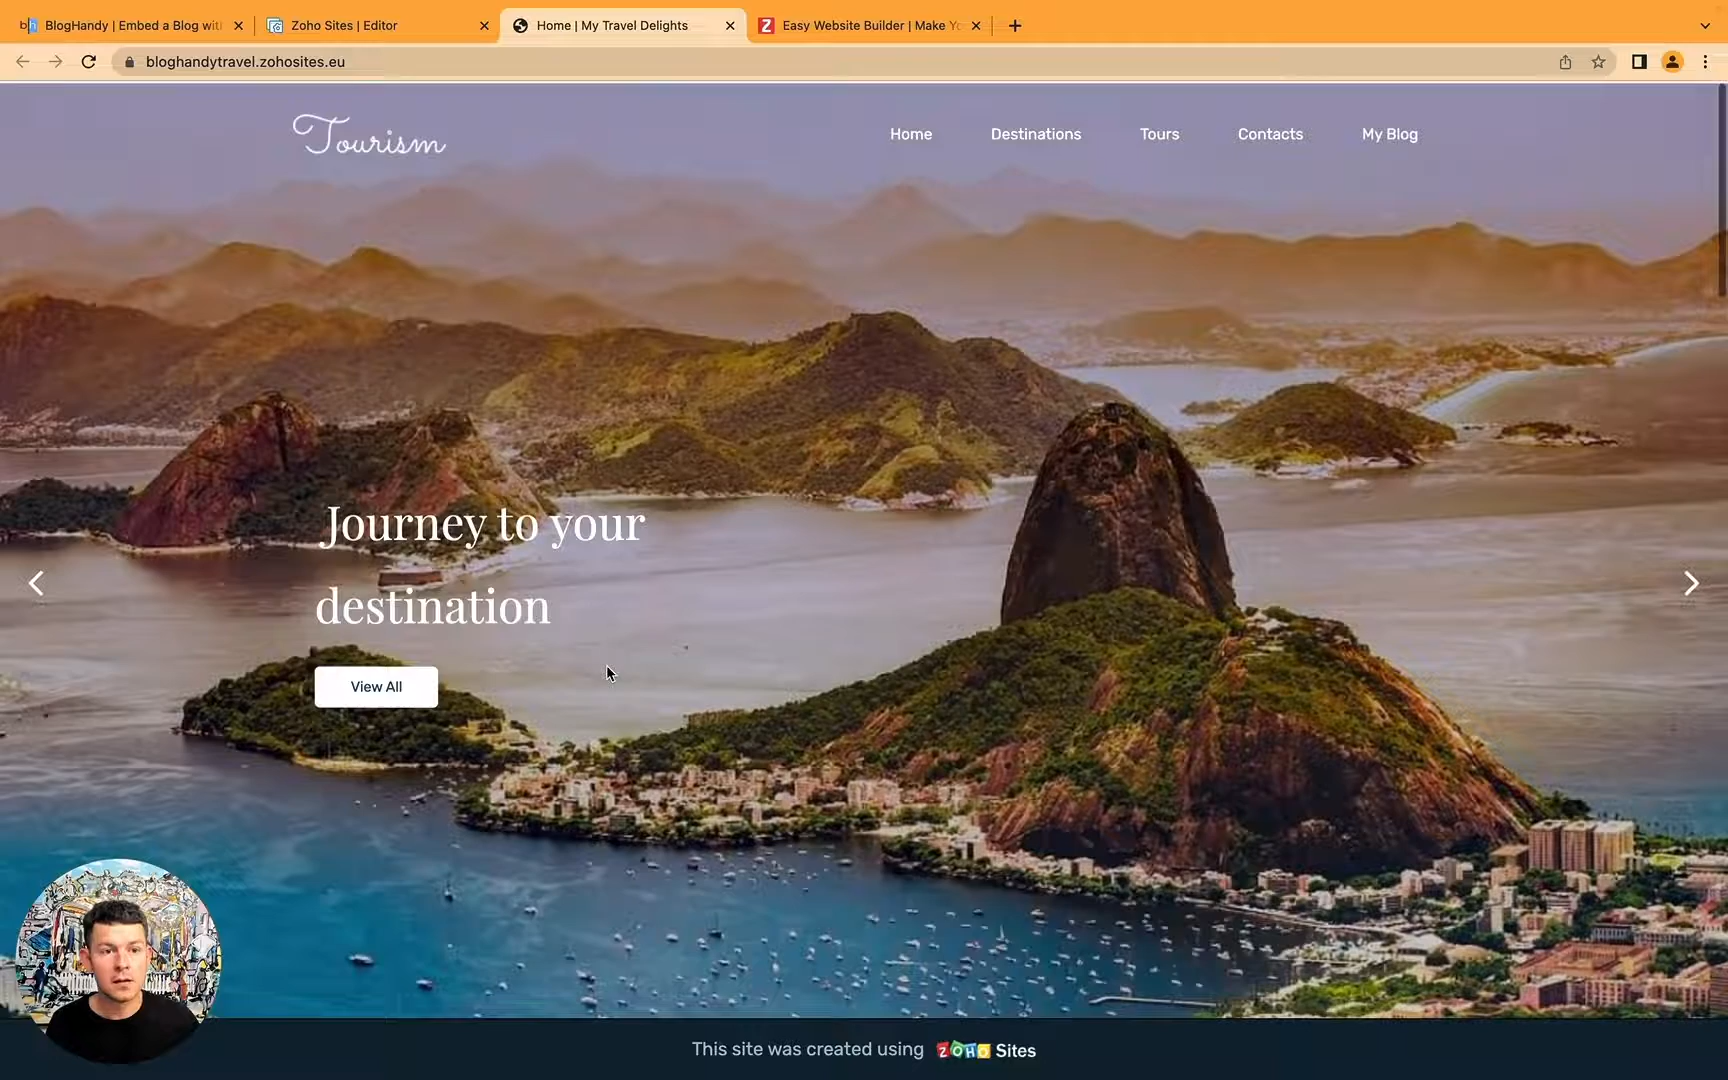 BlogHandy | Embed a Blog wit
Zoho Sites | Editor
Home | My Travel Delights
Easy Website Builder | Make Yo
bloghandytravel.zohosites.eu
Tourism
Home
Destinations
Tours
Contacts
My Blog
Journey to your
destination
View All
This site was created using ZOHO Sites